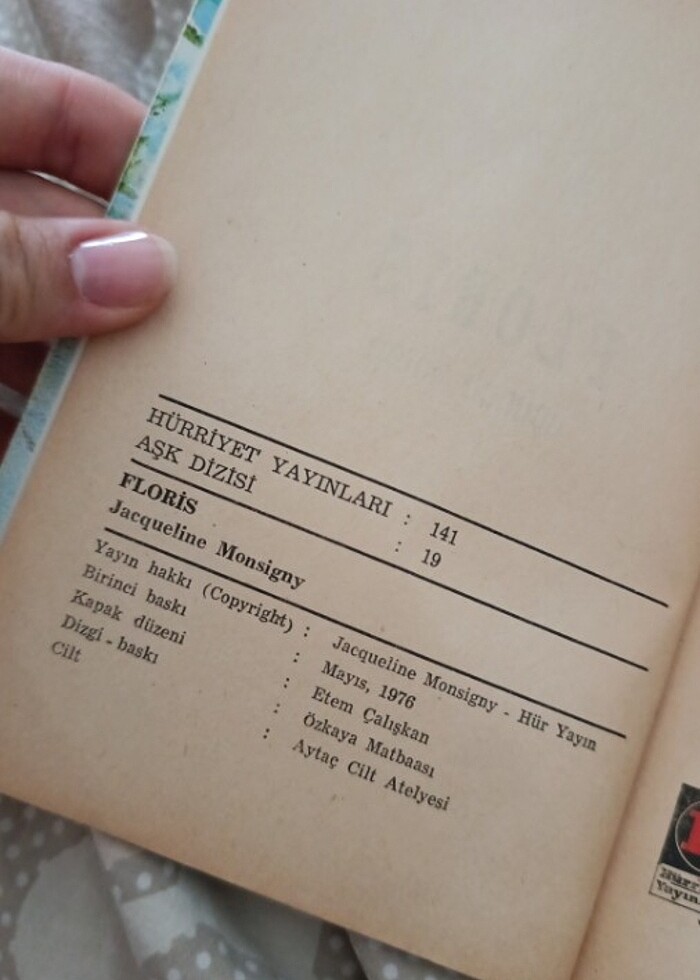 HÜRRİYET YAYINLARI : 141
AŞK DİZİSİ : 19
FLORİS
Jacqueline Monsigny
Yayın hakkı (Copyright) : Jacqueline Monsigny - Hür Yayın
Birinci baskı : Mayıs, 1976
Kapak düzeni : Etem Çalışkan
Dizgi - baskı : Özkaya Matbaası
Cilt : Aytaç Cilt Atelyesi